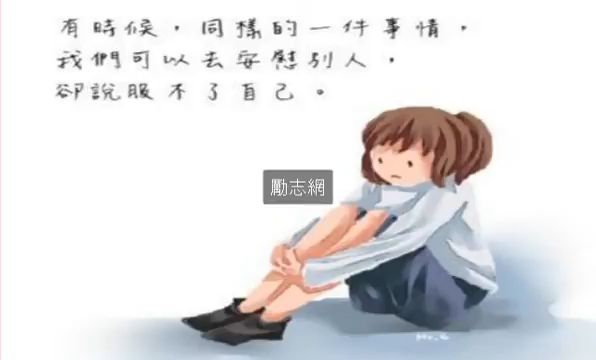 有時候，同樣的一件事情，
我們可以去安慰別人，
卻說服不了自己。
勵志網